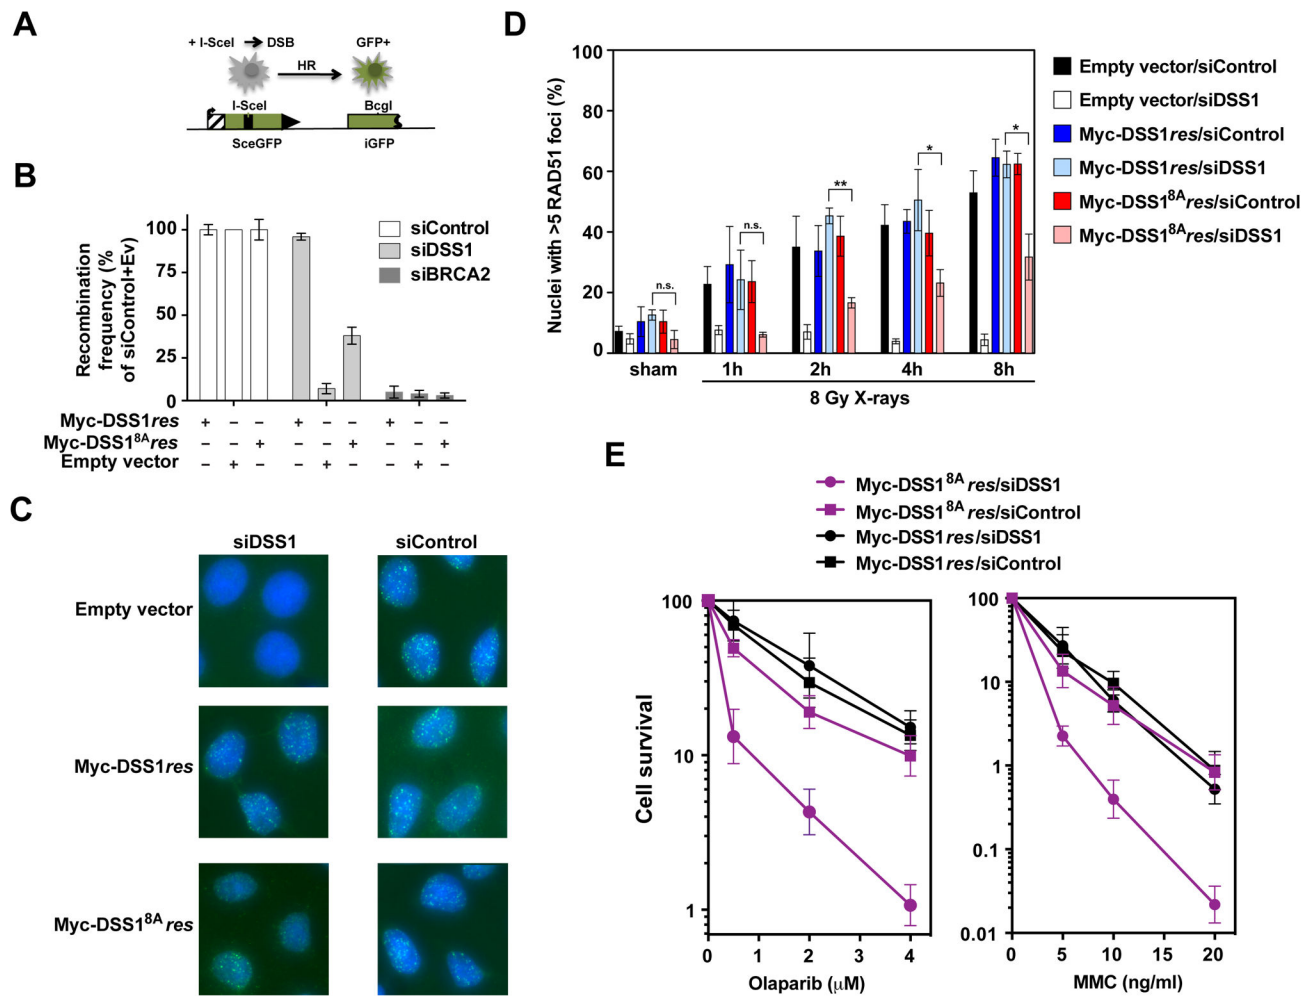 A
+ I-SceI → DSB
GFP+
HR
I-SceI
BcgI
SceGFP
iGFP
B
Recombination
frequency (%
of siControl+Ev)
100
75
50
25
0
siControl
siDSS1
siBRCA2
Myc-DSS1res + – – + – – + – –
Myc-DSS1⁸ᴬres – – + – – + – – +
Empty vector – + – – + – – + –
C
siDSS1
siControl
Empty vector
Myc-DSS1res
Myc-DSS1⁸ᴬres
D
Nuclei with >5 RAD51 foci (%)
100
80
60
40
20
0
n.s.
n.s.
**
*
*
sham
1h
2h
4h
8h
8 Gy X-rays
Empty vector/siControl
Empty vector/siDSS1
Myc-DSS1res/siControl
Myc-DSS1res/siDSS1
Myc-DSS1⁸ᴬres/siControl
Myc-DSS1⁸ᴬres/siDSS1
E
Myc-DSS1⁸ᴬ res/siDSS1
Myc-DSS1⁸ᴬ res/siControl
Myc-DSS1res/siDSS1
Myc-DSS1res/siControl
Cell survival
100
10
1
0 1 2 3 4
Olaparib (μM)
100
10
1
0.1
0.01
0 5 10 15 20
MMC (ng/ml)